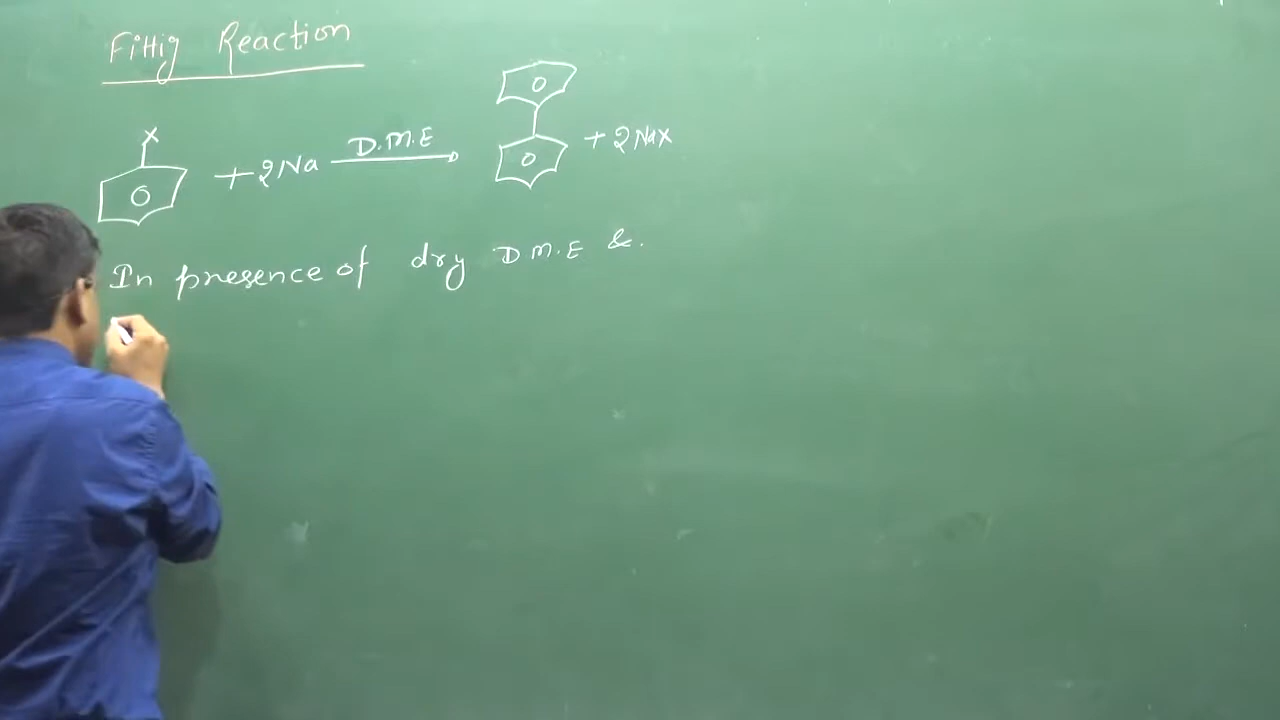 Fittig Reaction
X
+ 2Na D.M.E + 2NaX
In presence of dry D M.E &.